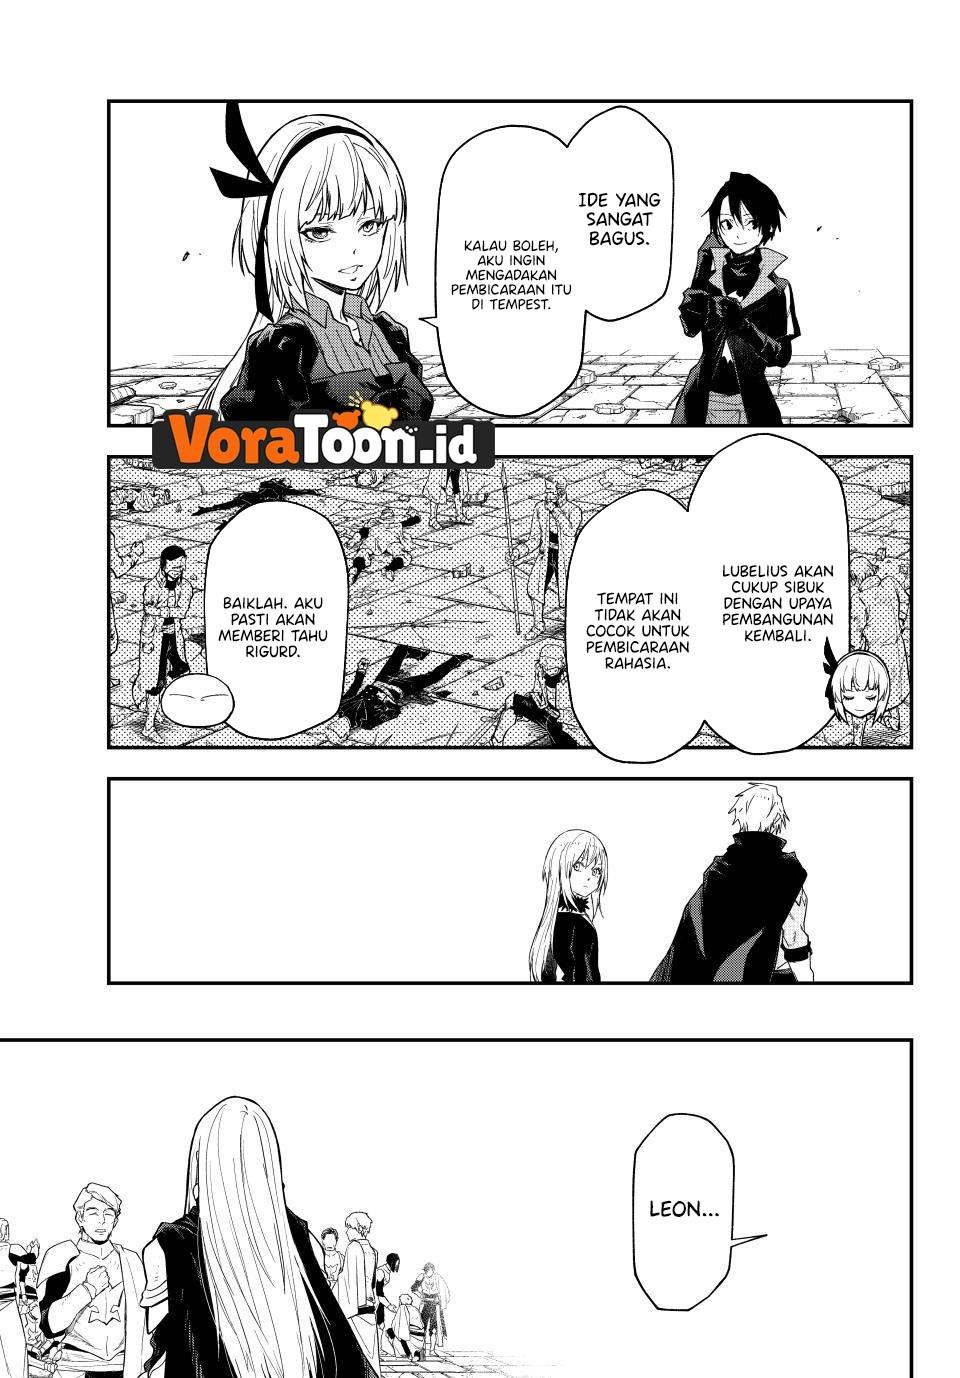 IDE YANG
SANGAT
BAGUS.
KALAU BOLEH,
AKU INGIN
MENGADAKAN
PEMBICARAAN ITU
DI TEMPEST.
VoraToon.id
LUBELIUS AKAN
CUKUP SIBUK
DENGAN UPAYA
PEMBANGUNAN
KEMBALI.
TEMPAT INI
TIDAK AKAN
COCOK UNTUK
PEMBICARAAN
RAHASIA.
BAIKLAH. AKU
PASTI AKAN
MEMBERI TAHU
RIGURD.
LEON...